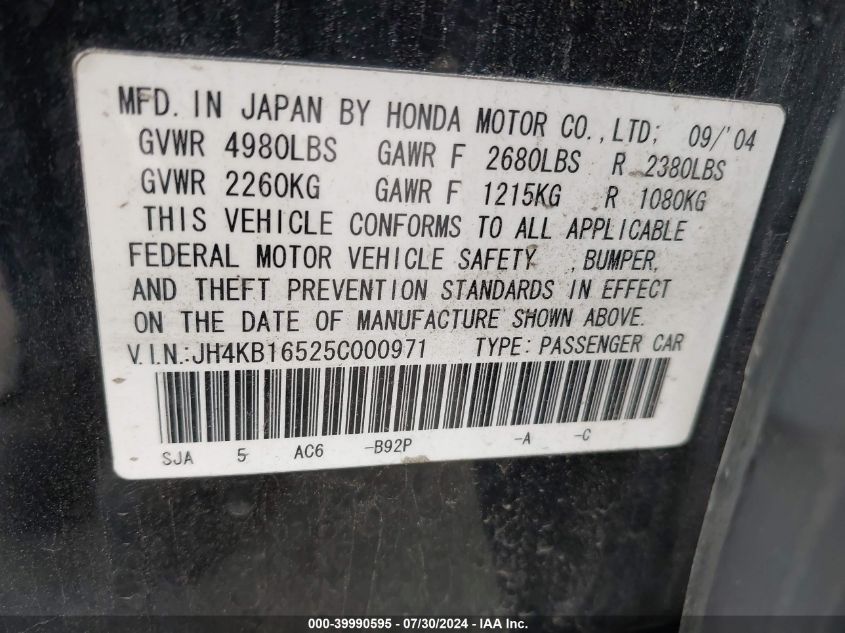 MFD. IN JAPAN BY HONDA MOTOR CO., LTD; 09/'04
GVWR 4980LBS GAWR F 2680LBS R 2380LBS
GVWR 2260KG GAWR F 1215KG R 1080KG
THIS VEHICLE CONFORMS TO ALL APPLICABLE
FEDERAL MOTOR VEHICLE SAFETY , BUMPER,
AND THEFT PREVENTION STANDARDS IN EFFECT
ON THE DATE OF MANUFACTURE SHOWN ABOVE.
V.I.N.:JH4KB16525C000971 TYPE: PASSENGER CAR
SJA 5 AC6 -B92P -A -C
000-39990595 - 07/30/2024 - IAAI.com